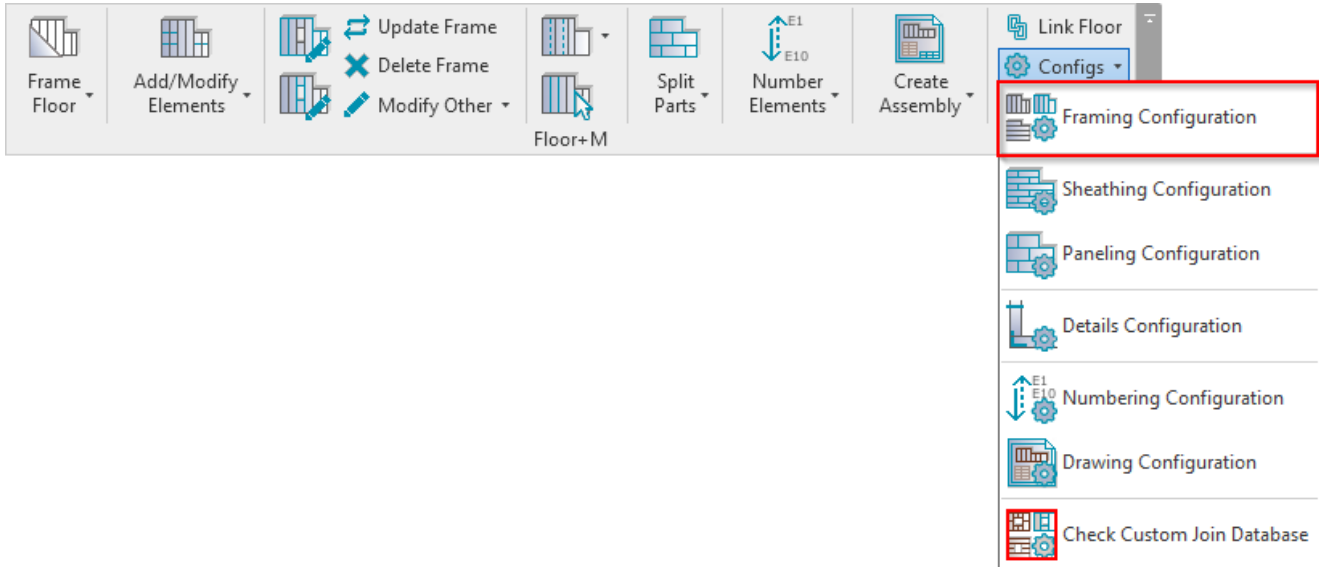 Frame
Floor
Add/Modify
Elements
Update Frame
Delete Frame
Modify Other
Split
Parts
E1
E10
Number
Elements
Create
Assembly
Floor+M
Link Floor
Configs
Framing Configuration
Sheathing Configuration
Paneling Configuration
Details Configuration
E1
E10
Numbering Configuration
Drawing Configuration
Check Custom Join Database